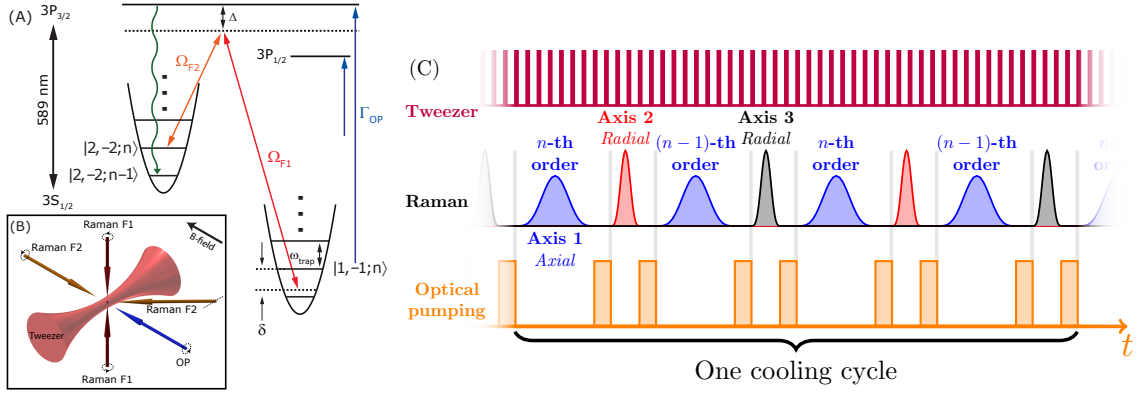 (A)
3P3/2
Δ
3P1/2
ΩF2
ΓOP
589 nm
ΩF1
|2,-2;n⟩
|2,-2;n-1⟩
3S1/2
ωtrap
|1,-1;n⟩
δ
(B)
Raman F1
B-field
Raman F2
Raman F2
Tweezer
OP
Raman F1
(C)
Tweezer
Axis 2
Radial
Axis 3
Radial
n-th
order
(n − 1)-th
order
n-th
order
(n − 1)-th
order
n-th
order
Raman
Axis 1
Axial
Optical
pumping
t
One cooling cycle